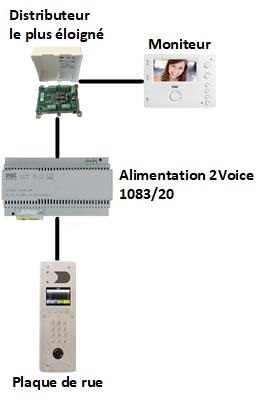 Distributeur
le plus éloigné
Moniteur
Alimentation 2Voice
1083/20
Plaque de rue